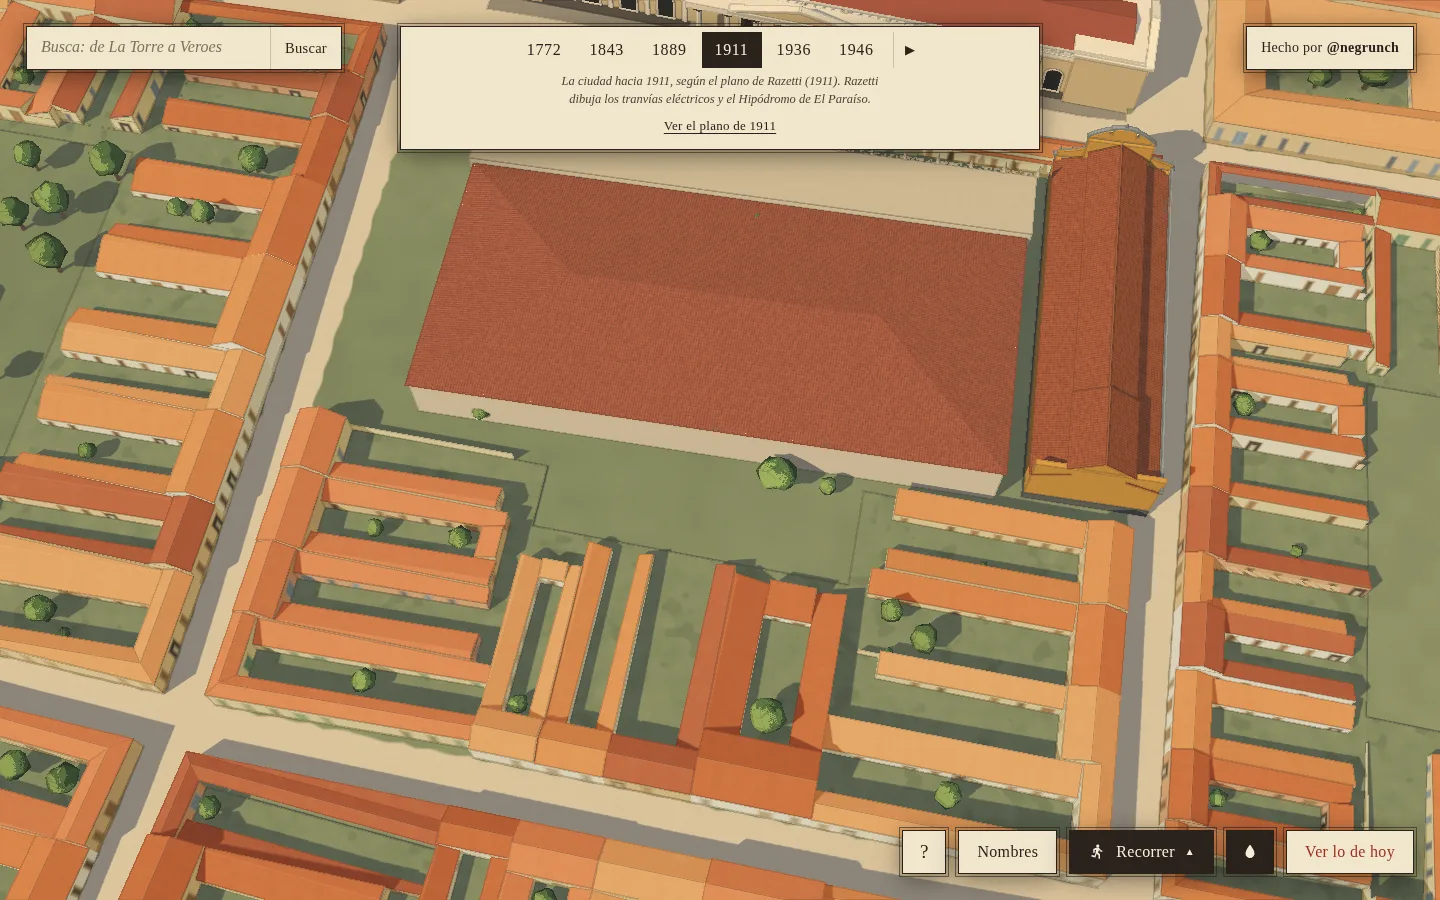 Busca: de La Torre a Veroes
Buscar
1772 1843 1889 1911 1936 1946 ▶
La ciudad hacia 1911, según el plano de Razetti (1911). Razetti
dibuja los tranvías eléctricos y el Hipódromo de El Paraíso.
Ver el plano de 1911
Hecho por @negrunch
?
Nombres
Recorrer ▲
Ver lo de hoy